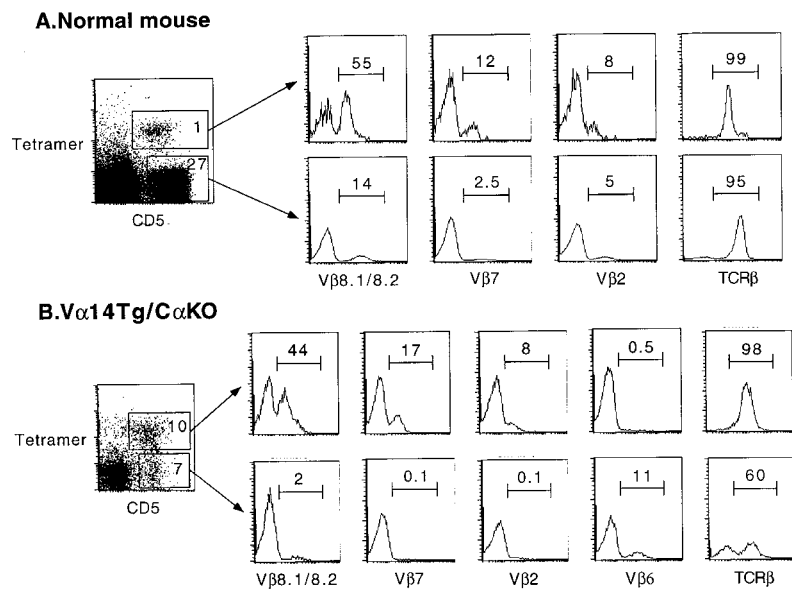 A.Normal mouse
55
12
8
99
Tetramer
1
27
CD5
14
2.5
5
95
Vβ8.1/8.2
Vβ7
Vβ2
TCRβ
B.Vα14Tg/CαKO
44
17
8
0.5
98
Tetramer
10
7
CD5
2
0.1
0.1
11
60
Vβ8.1/8.2
Vβ7
Vβ2
Vβ6
TCRβ